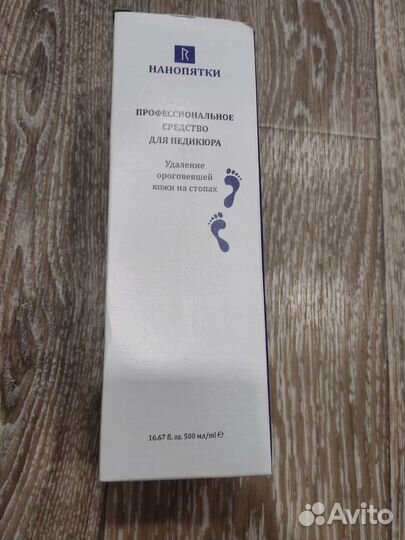 R
НАНОПЯТКИ
ПРОФЕССИОНАЛЬНОЕ
СРЕДСТВО
ДЛЯ ПЕДИКЮРА
Удаление
ороговевшей
кожи на стопах
16.67 fl. oz. 500 мл/ml ℮
Avito